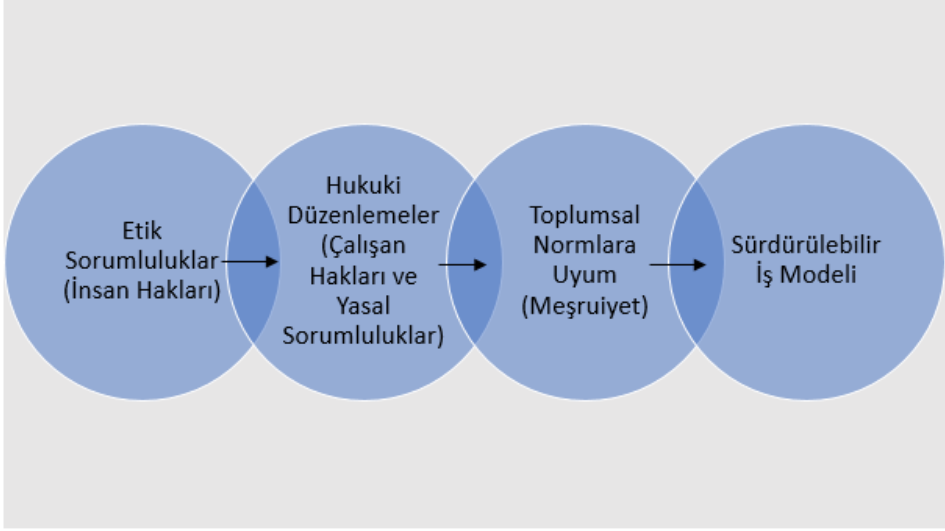 Etik
Sorumluluklar
(İnsan Hakları)
Hukuki
Düzenlemeler
(Çalışan
Hakları ve
Yasal
Sorumluluklar)
Toplumsal
Normlara
Uyum
(Meşruiyet)
Sürdürülebilir
İş Modeli